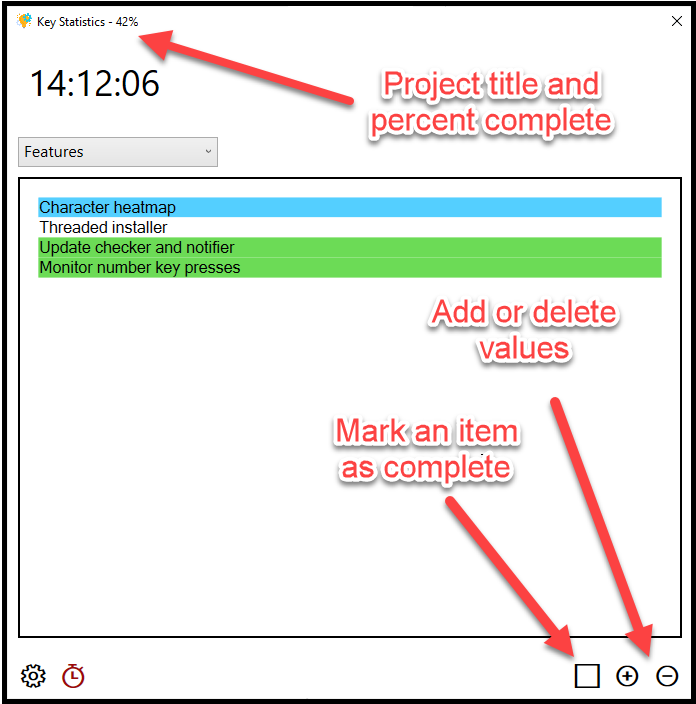 Key Statistics - 42%
14:12:06
Project title and
percent complete
Features
Character heatmap
Threaded installer
Update checker and notifier
Monitor number key presses
Add or delete
values
Mark an item
as complete